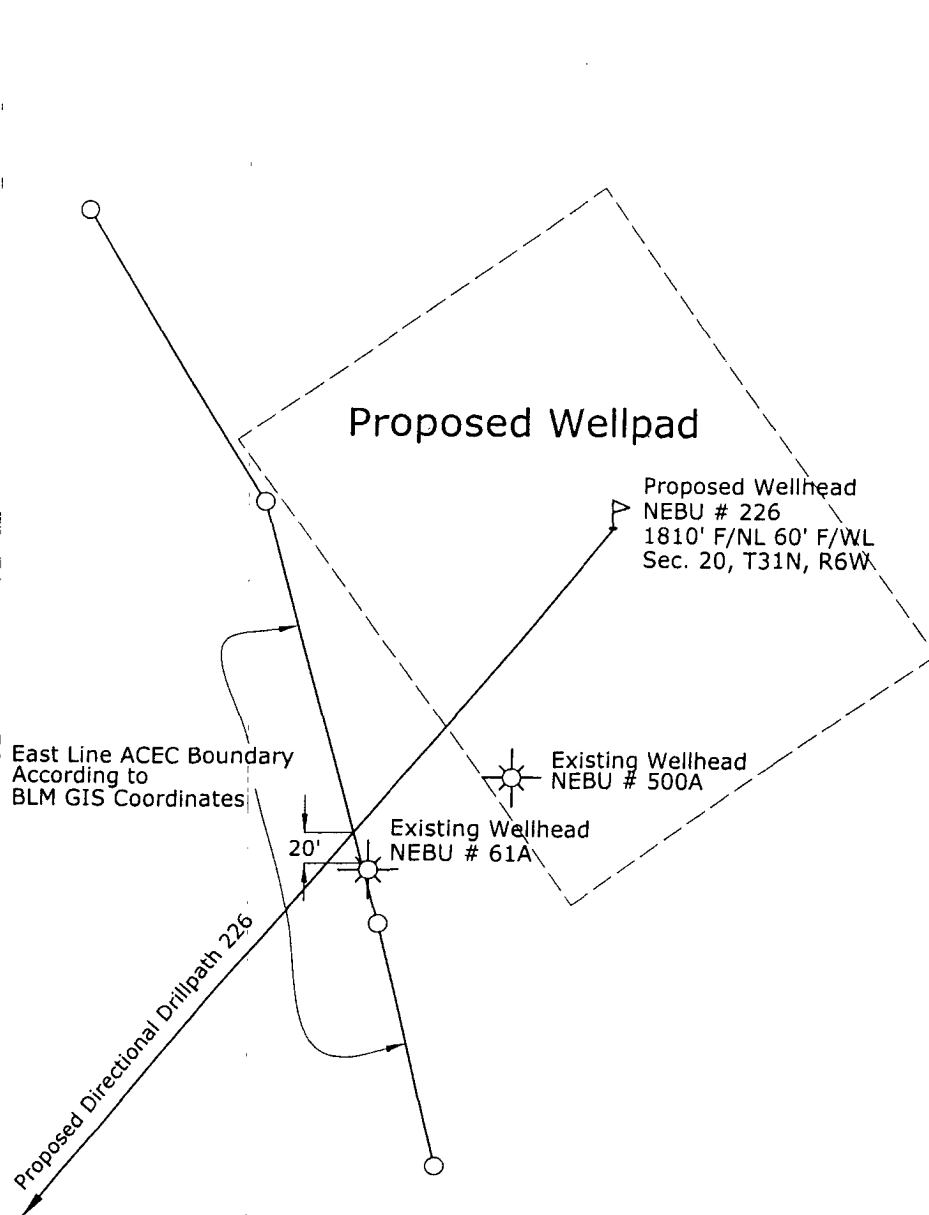 Proposed Wellpad
Proposed Wellhead
NEBU # 226
1810' F/NL 60' F/WL
Sec. 20, T31N, R6W
East Line ACEC Boundary
According to
BLM GIS Coordinates
Existing Wellhead
NEBU # 500A
Existing Wellhead
NEBU # 61A
20'
Proposed Directional Drillpath 226